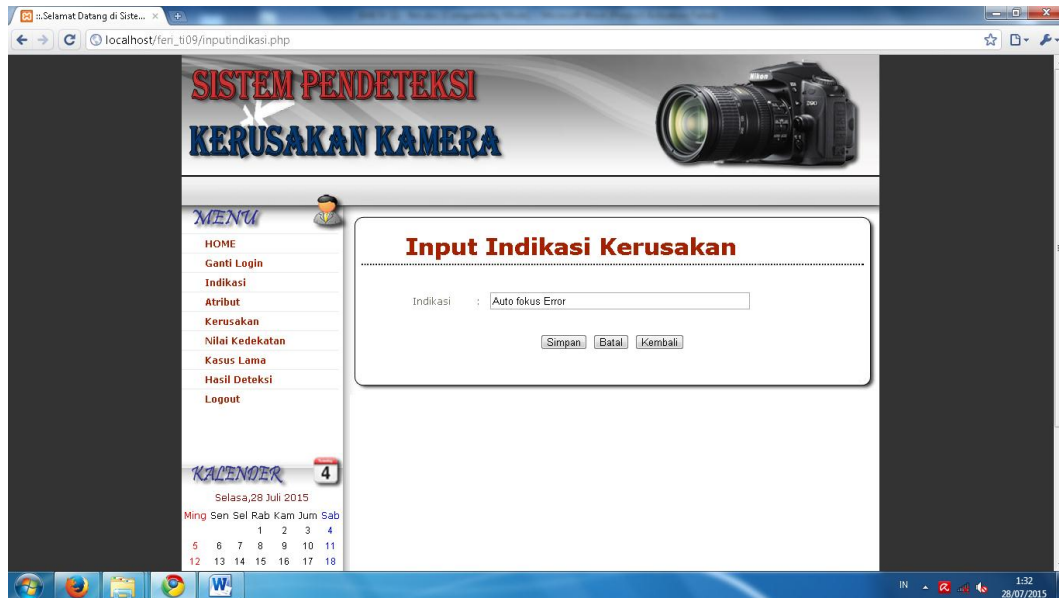 ::.Selamat Datang di Siste...
localhost/feri_ti09/inputindikasi.php
SISTEM PENDETEKSI
KERUSAKAN KAMERA
Nikon
MENU
HOME
Ganti Login
Indikasi
Atribut
Kerusakan
Nilai Kedekatan
Kasus Lama
Hasil Deteksi
Logout
Input Indikasi Kerusakan
Indikasi : Auto fokus Error
Simpan Batal Kembali
KALENDER
4
Selasa,28 Juli 2015
Ming Sen Sel Rab Kam Jum Sab
1 2 3 4
5 6 7 8 9 10 11
12 13 14 15 16 17 18
IN
1:32
28/07/2015